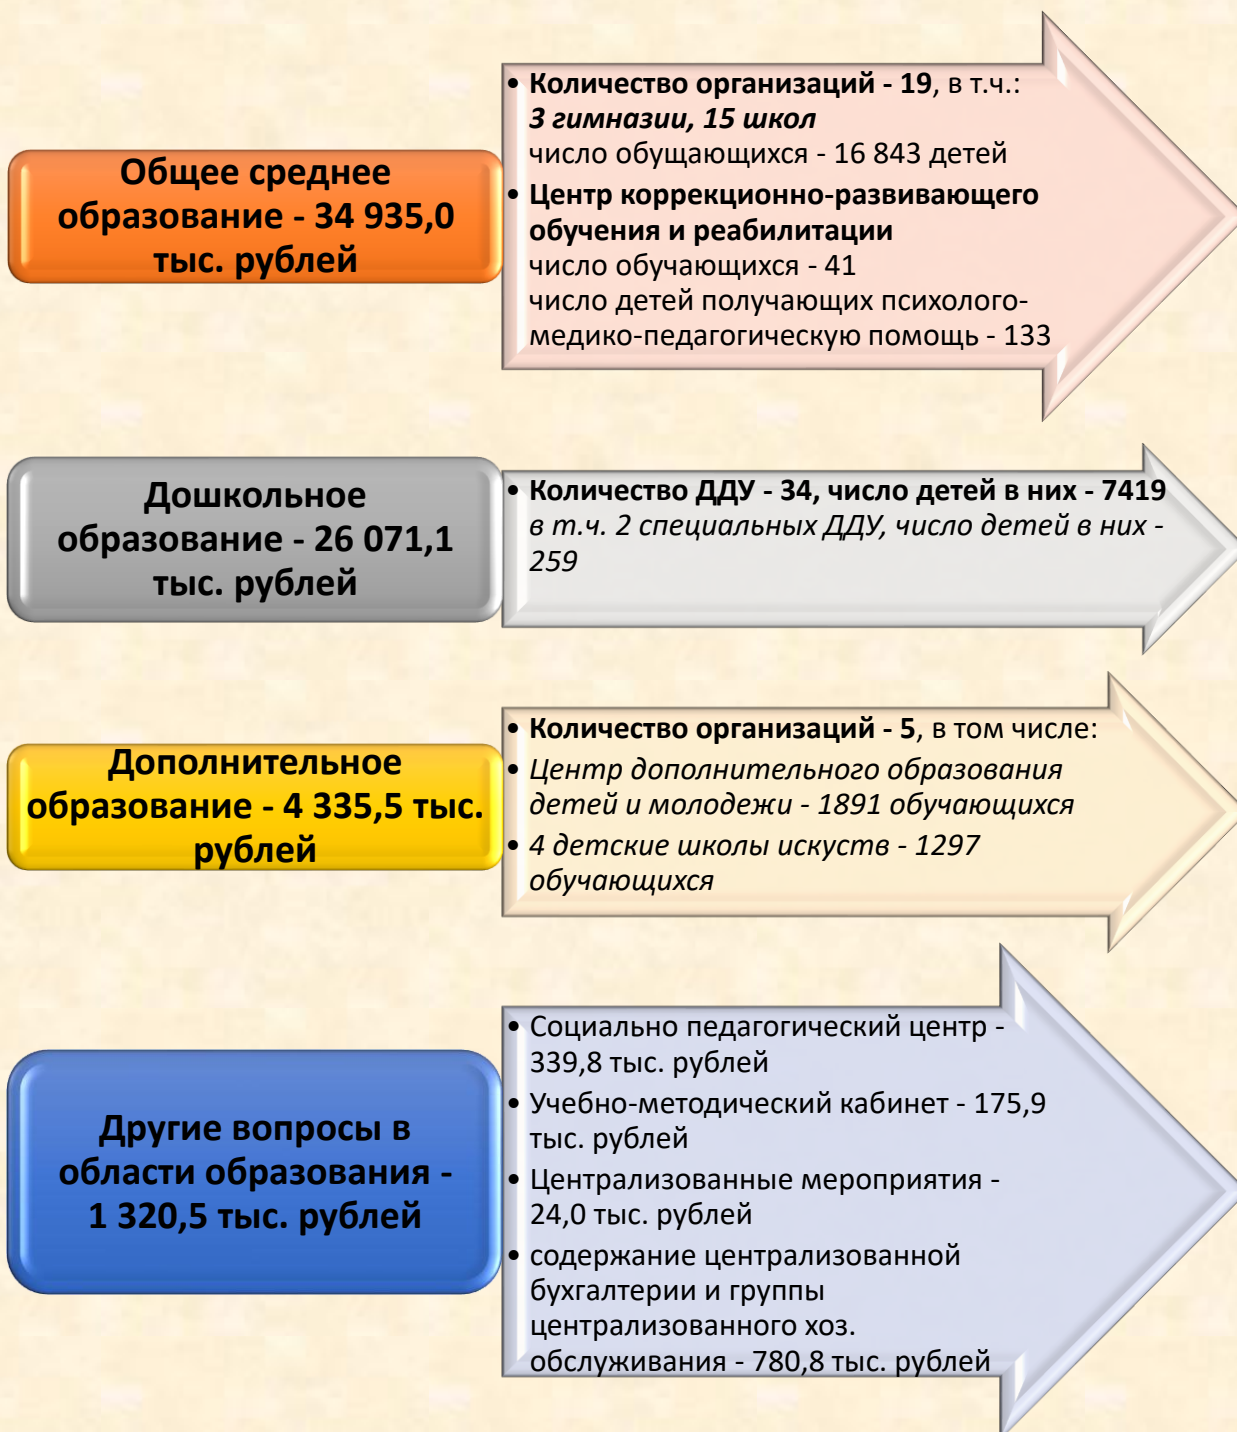 Общее среднее
образование - 34 935,0
тыс. рублей
• Количество организаций - 19, в т.ч.:
3 гимназии, 15 школ
число обущающихся - 16 843 детей
• Центр коррекционно-развивающего
обучения и реабилитации
число обучающихся - 41
число детей получающих психолого-
медико-педагогическую помощь - 133
Дошкольное
образование - 26 071,1
тыс. рублей
• Количество ДДУ - 34, число детей в них - 7419
в т.ч. 2 специальных ДДУ, число детей в них -
259
Дополнительное
образование - 4 335,5 тыс.
рублей
• Количество организаций - 5, в том числе:
• Центр дополнительного образования
детей и молодежи - 1891 обучающихся
• 4 детские школы искуств - 1297
обучающихся
Другие вопросы в
области образования -
1 320,5 тыс. рублей
• Социально педагогический центр -
339,8 тыс. рублей
• Учебно-методический кабинет - 175,9
тыс. рублей
• Централизованные мероприятия -
24,0 тыс. рублей
• содержание централизованной
бухгалтерии и группы
централизованного хоз.
обслуживания - 780,8 тыс. рублей